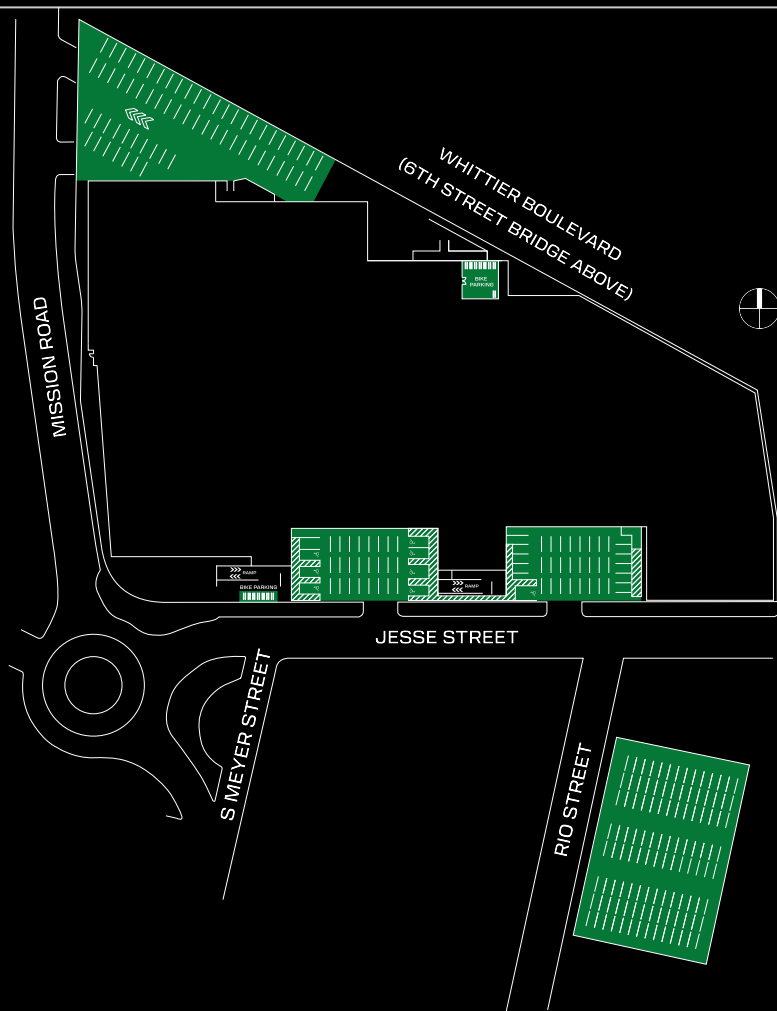 WHITTIER BOULEVARD
(6TH STREET BRIDGE ABOVE)
BIKE
PARKING
MISSION ROAD
RAMP
BIKE PARKING
RAMP
JESSE STREET
S MEYER STREET
RIO STREET